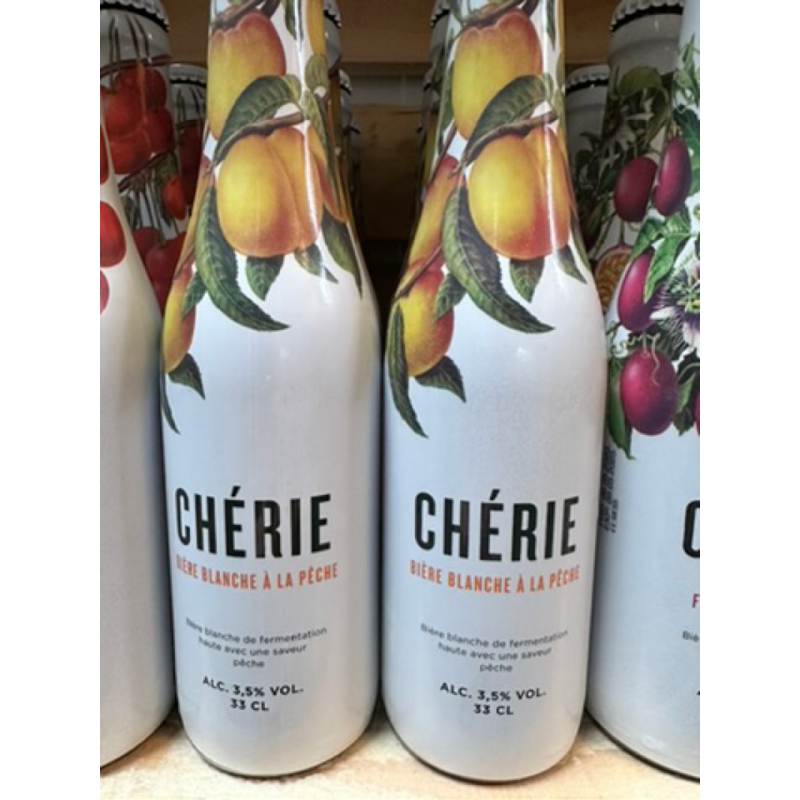 CHÉRIE
BIÈRE BLANCHE À LA PÊCHE
Bière blanche de fermentation
haute avec une saveur
pêche
ALC. 3,5% VOL.
33 CL
CHÉRIE
BIÈRE BLANCHE À LA PÊCHE
Bière blanche de fermentation
haute avec une saveur
pêche
ALC. 3,5% VOL.
33 CL